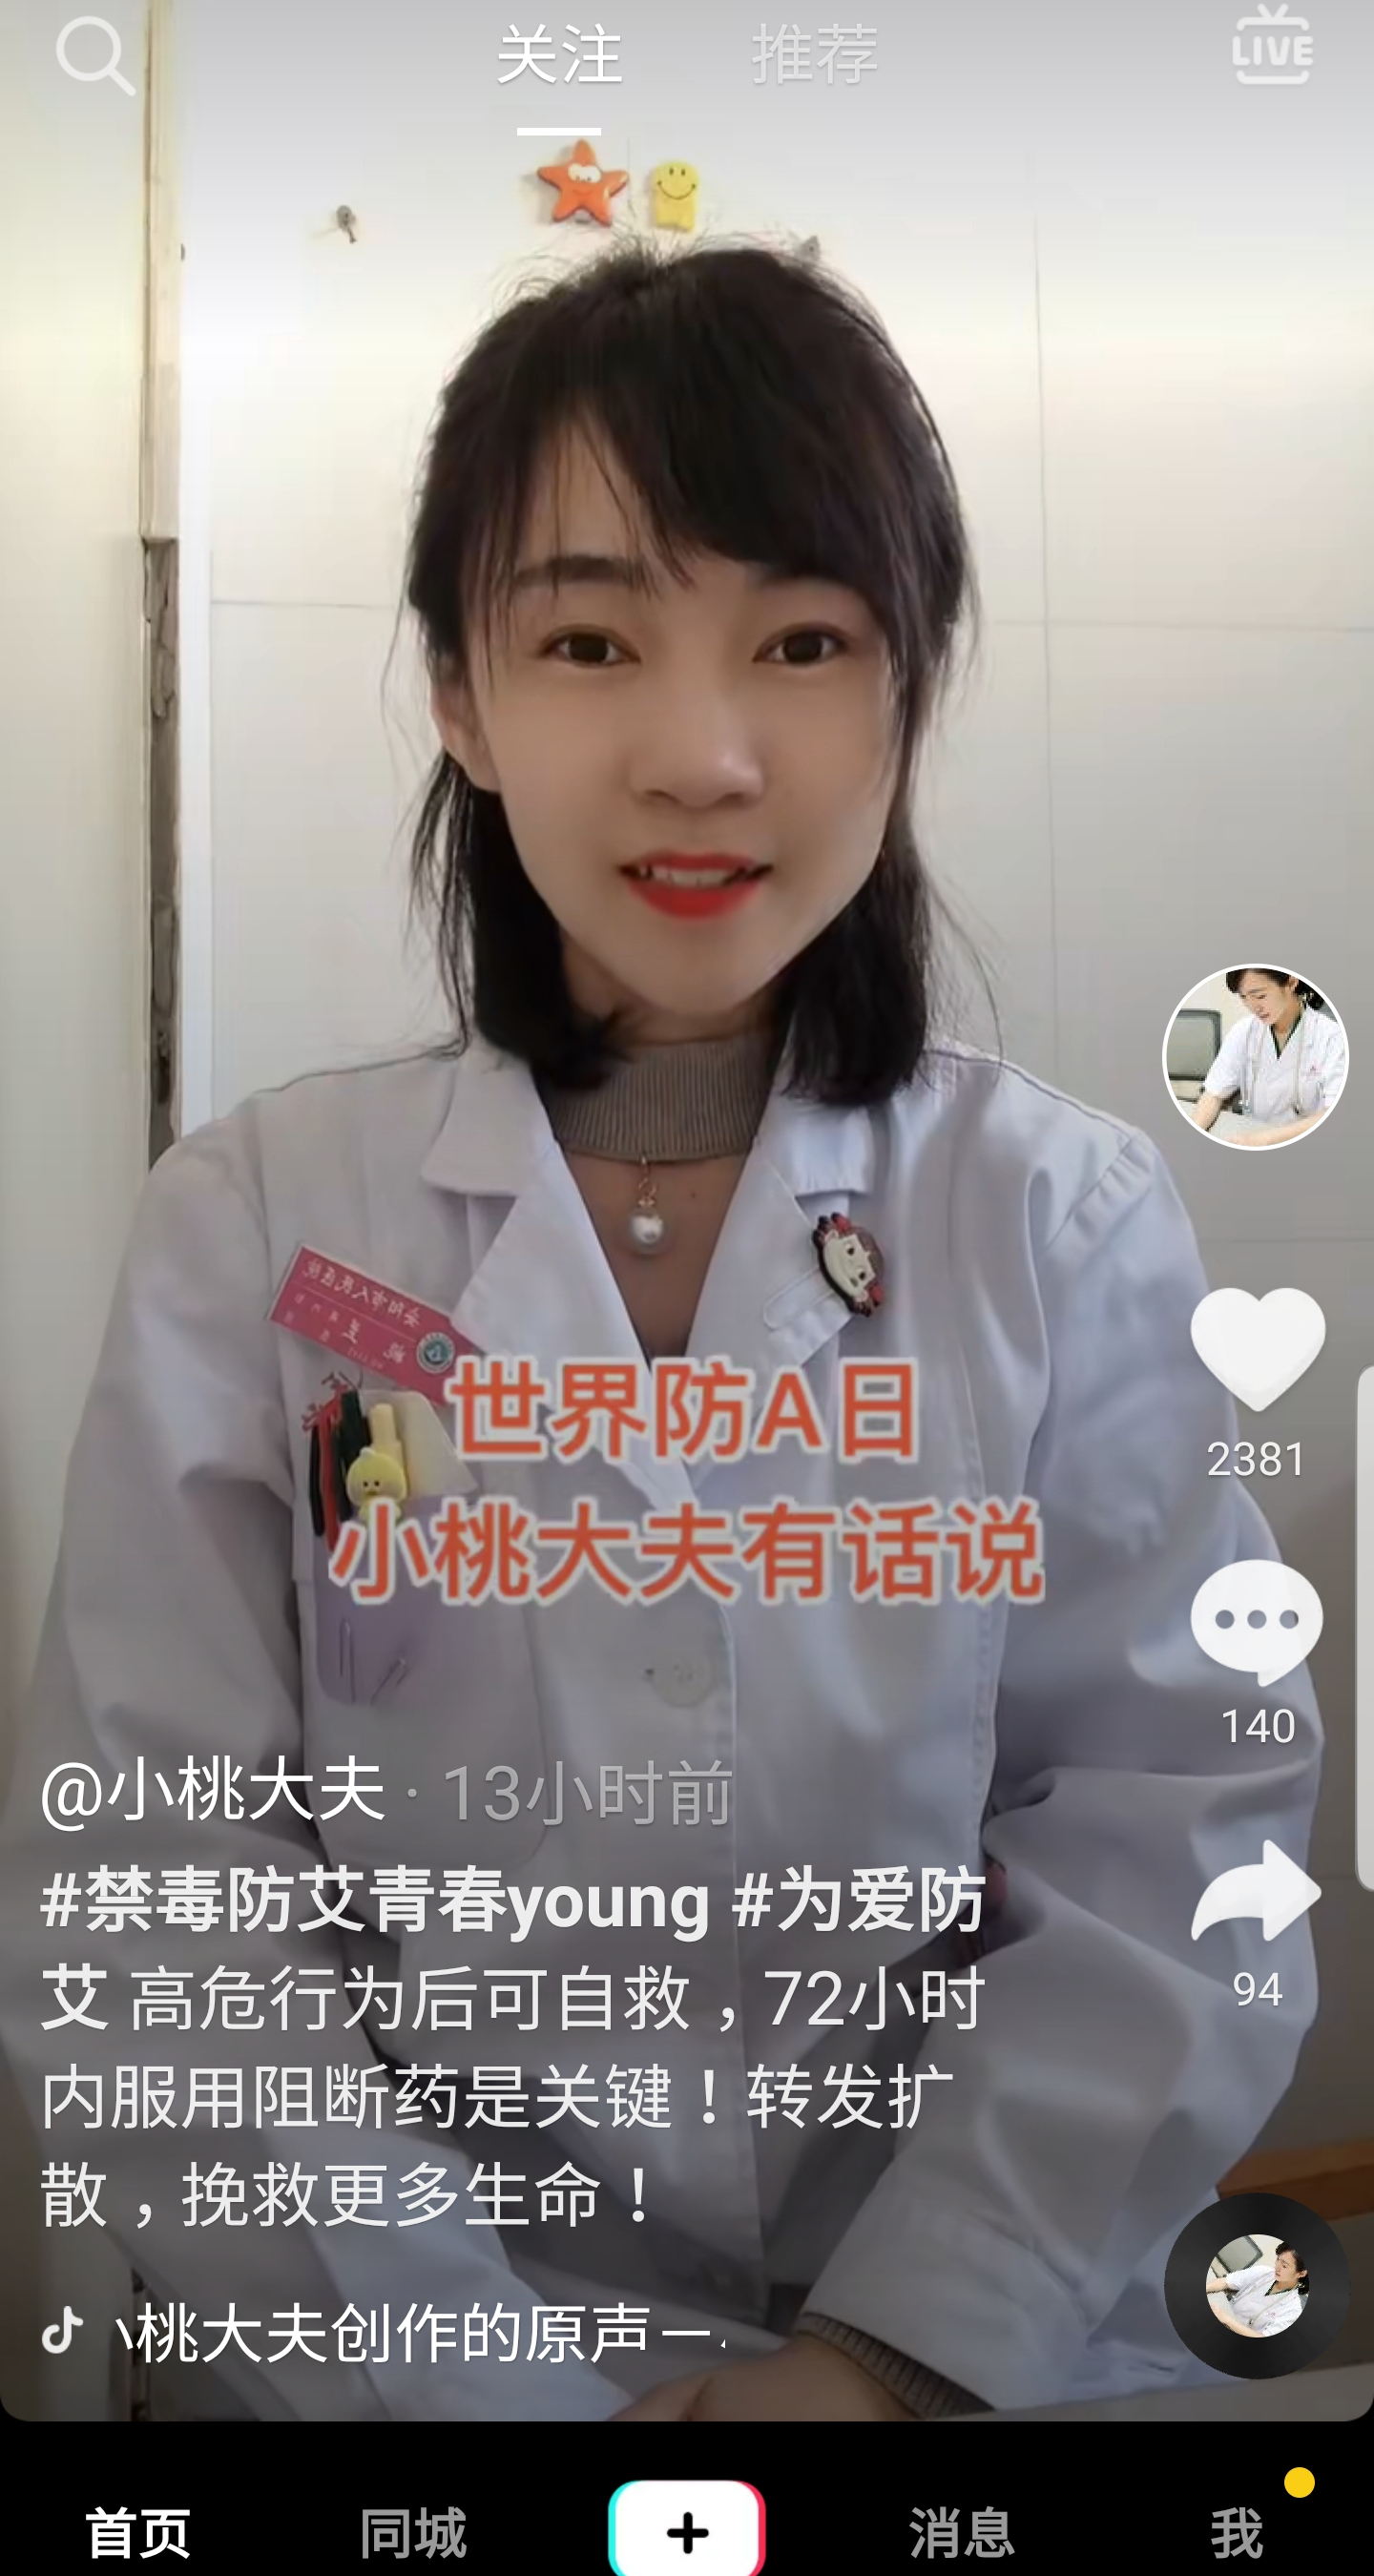 关注
推荐
LIVE
世界防A日
小桃大夫有话说
2381
140
94
@小桃大夫 · 13小时前
#禁毒防艾青春young #为爱防
艾 高危行为后可自救，72小时
内服用阻断药是关键！转发扩
散，挽救更多生命！
桃大夫创作的原声一
首页
同城
消息
我